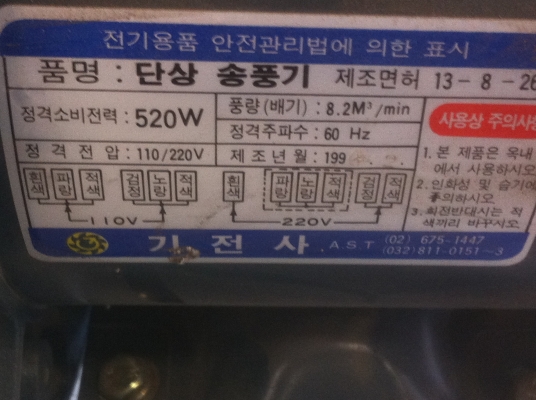 전기용품 안전관리법에 의한 표시
품명 : 단상 송풍기 제조면허 13-8-26
정격소비전력 : 520W
풍량(배기) : 8.2M³/min
정격주파수 : 60 Hz
정격전압 : 110/220V
제조년월 : 199
사용상 주의사항
1. 본 제품은 옥내
에서 사용하시오
2. 인화성 및 습기에
주의하시오
3. 회전반대시는 적
색끼리 바꾸시오
흰색 파랑 적색 검정 노랑 적색 흰색 파랑 노랑 적색 검정 적색
110V 220V
기전사 A.S.T (02) 675-1447
(032) 811-0151~3